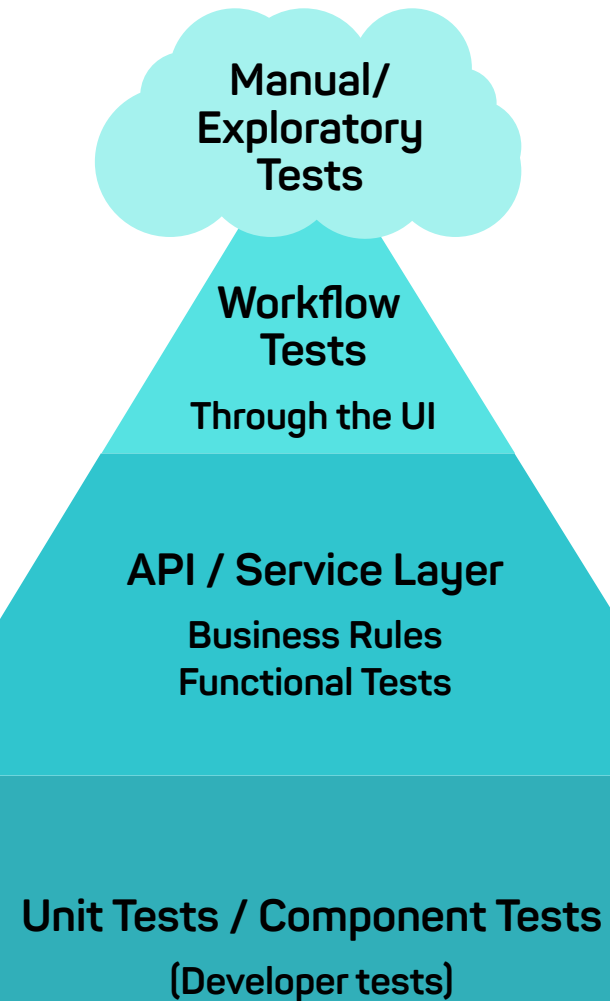 Manual/
Exploratory
Tests
Workflow
Tests
Through the UI
API / Service Layer
Business Rules
Functional Tests
Unit Tests / Component Tests
(Developer tests)